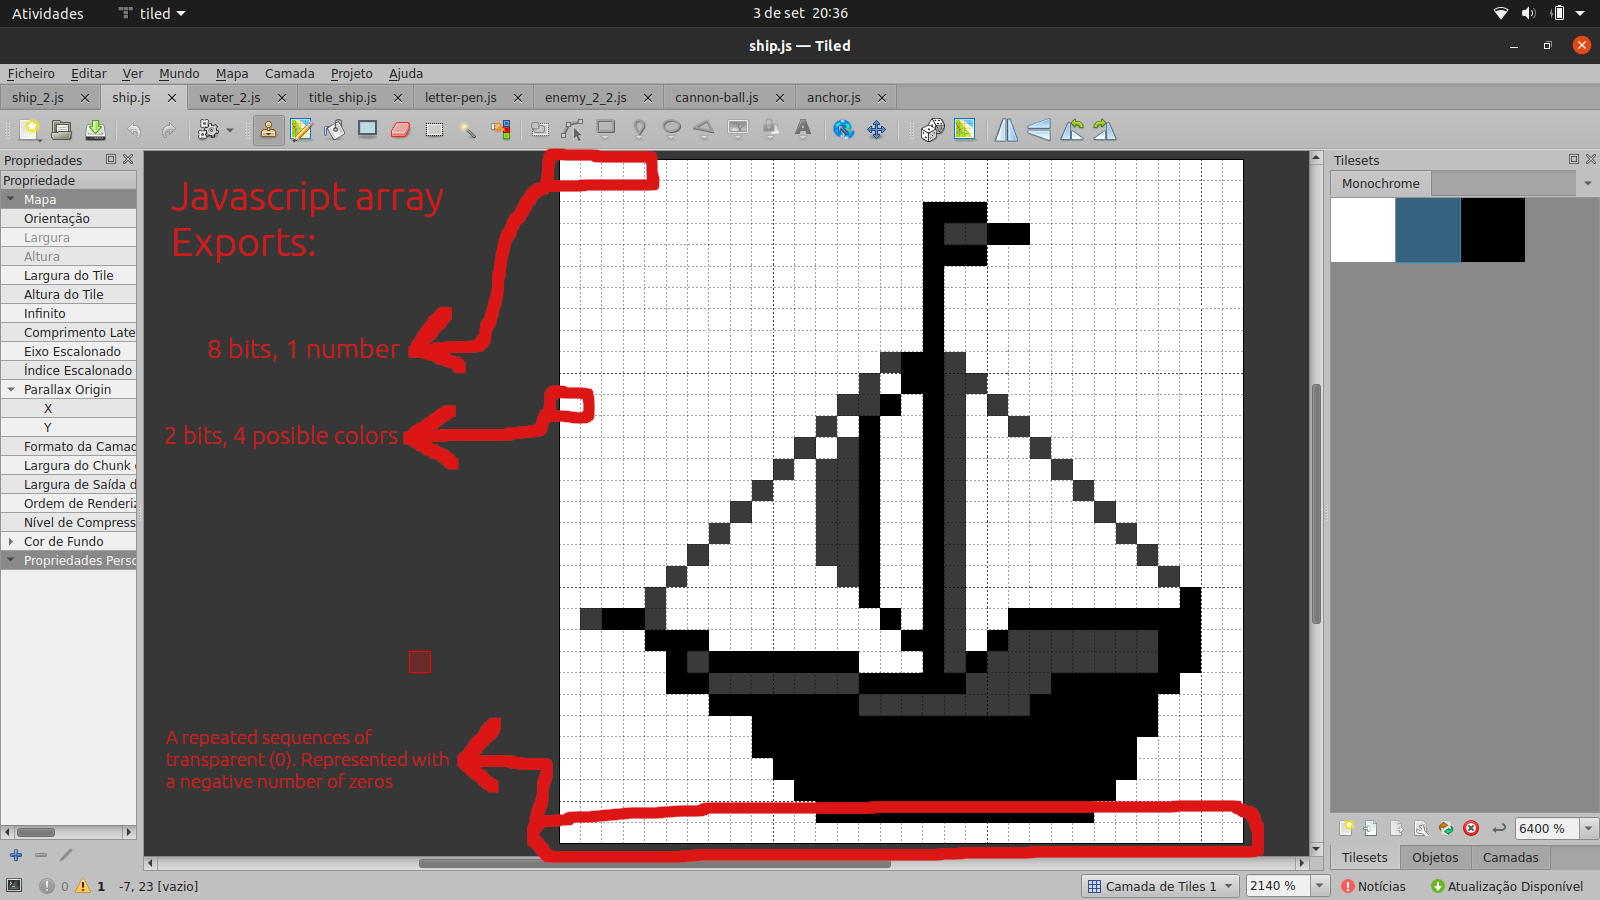 Atividades
tiled
3 de set 20:36
ship.js — Tiled
Ficheiro Editar Ver Mundo Mapa Camada Projeto Ajuda
ship_2.js ship.js water_2.js title_ship.js letter-pen.js enemy_2_2.js cannon-ball.js anchor.js
Propriedades
Propriedade
Mapa
Orientação
Largura
Altura
Largura do Tile
Altura do Tile
Infinito
Comprimento Late
Eixo Escalonado
Índice Escalonado
Parallax Origin
X
Y
Formato da Camad
Largura do Chunk
Largura de Saída d
Ordem de Renderiz
Nível de Compress
Cor de Fundo
Propriedades Perso
Javascript array
Exports:
8 bits, 1 number
2 bits, 4 posible colors
A repeated sequences of
transparent (0). Represented with
a negative number of zeros
Tilesets
Monochrome
6400 %
Tilesets Objetos Camadas
0 1 -7, 23 [vazio]
Camada de Tiles 1 2140 % Notícias Atualização Disponível